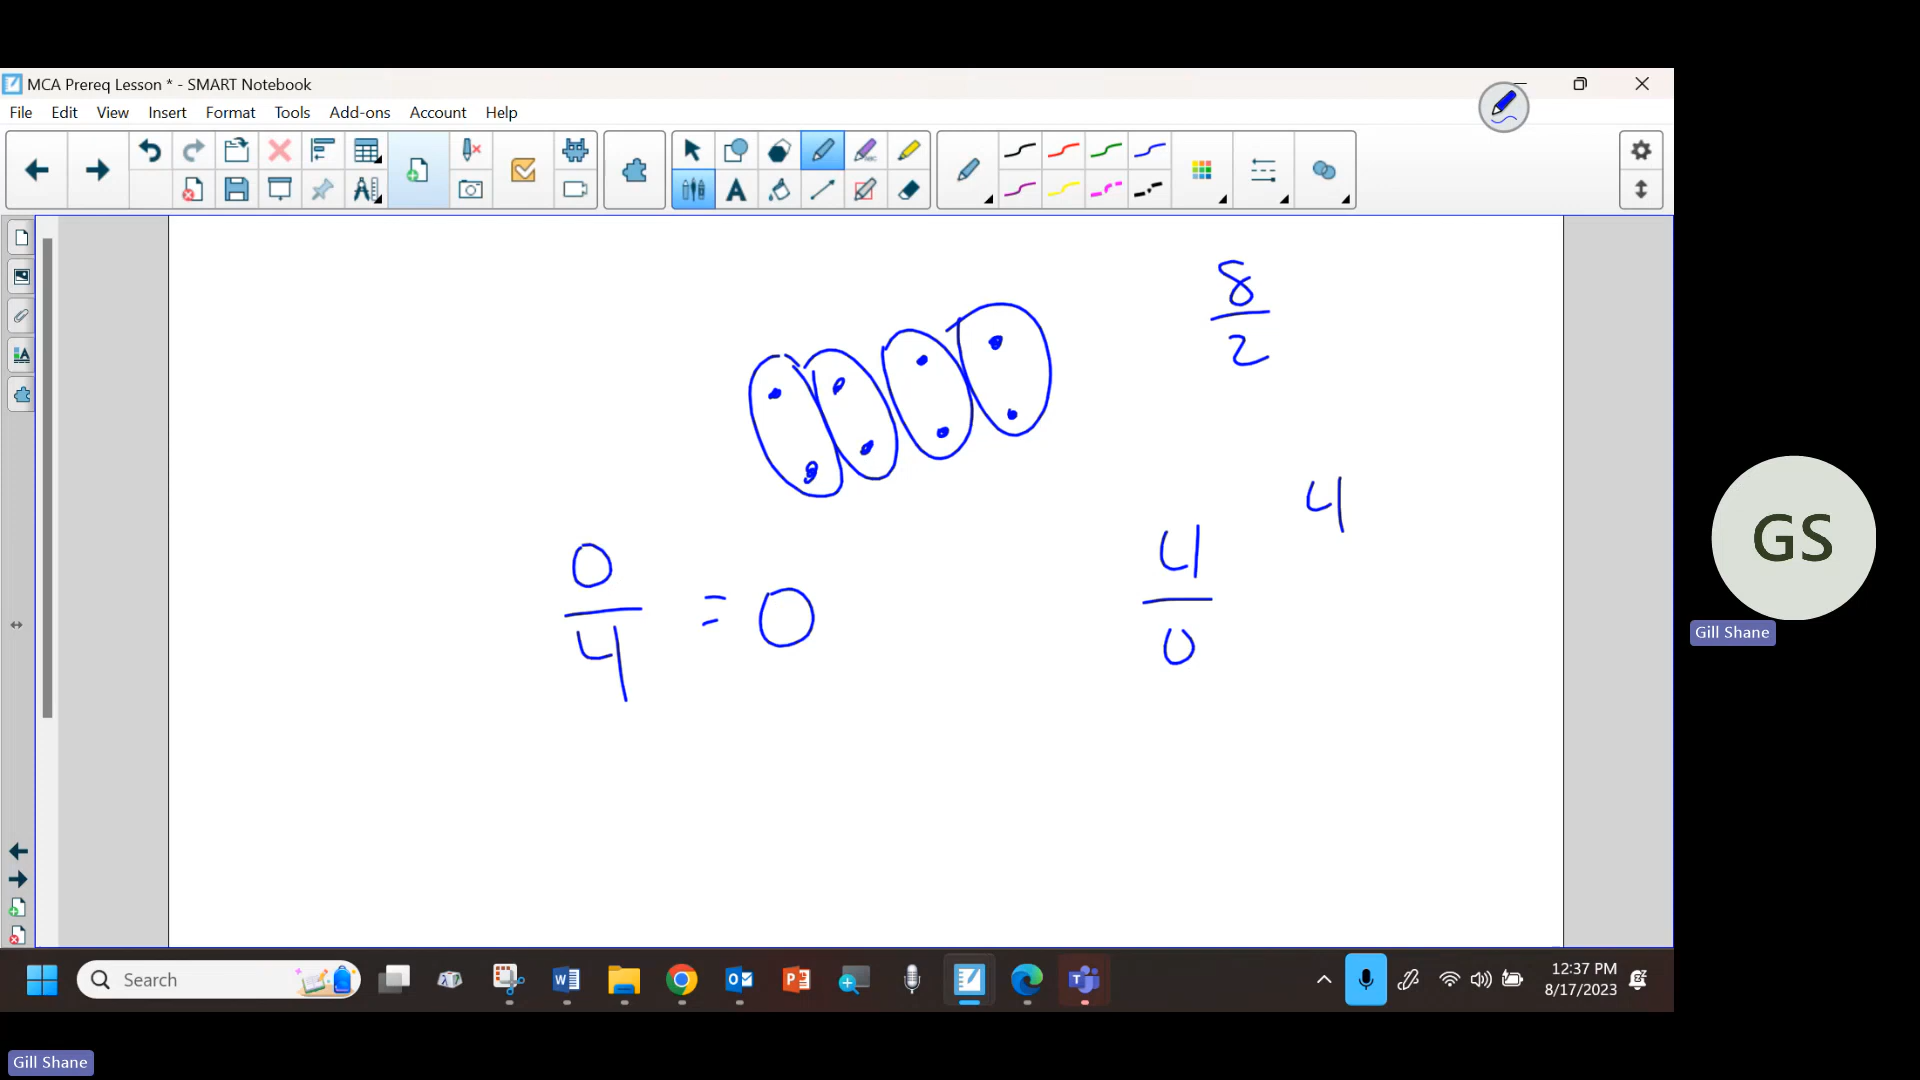 MCA Prereq Lesson * - SMART Notebook
File Edit View Insert Format Tools Add-ons Account Help
8
2
4
0
4
= 0
4
0
GS
Gill Shane
Search
12:37 PM
8/17/2023
Gill Shane